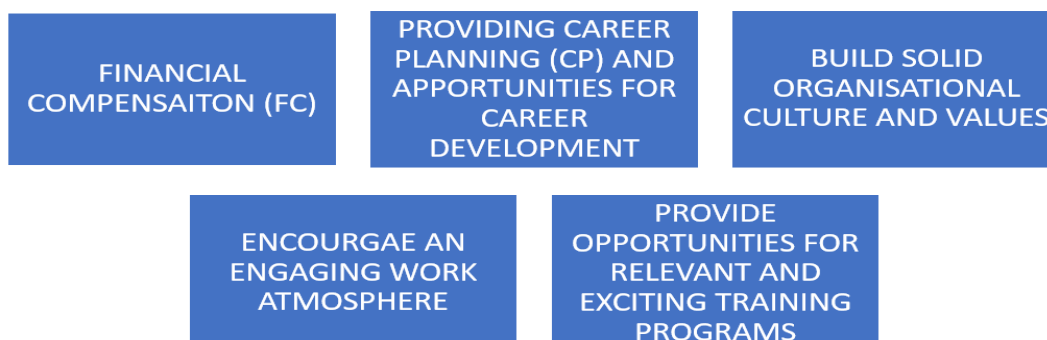 FINANCIAL
COMPENSAITON (FC)
PROVIDING CAREER
PLANNING (CP) AND
APPORTUNITIES FOR
CAREER
DEVELOPMENT
BUILD SOLID
ORGANISATIONAL
CULTURE AND VALUES
ENCOURGAE AN
ENGAGING WORK
ATMOSPHERE
PROVIDE
OPPORTUNITIES FOR
RELEVANT AND
EXCITING TRAINING
PROGRAMS